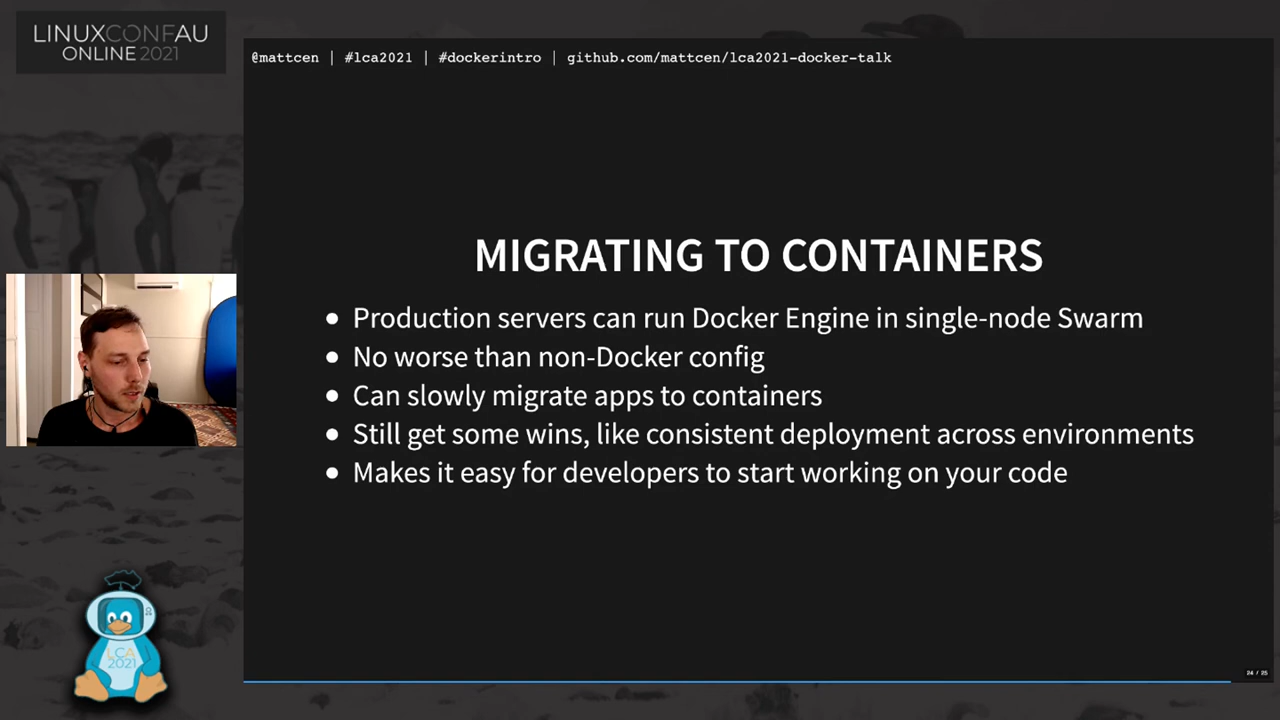 LINUXCONFAU
ONLINE 2021
@mattcen | #lca2021 | #dockerintro | github.com/mattcen/lca2021-docker-talk
MIGRATING TO CONTAINERS
• Production servers can run Docker Engine in single-node Swarm
• No worse than non-Docker config
• Can slowly migrate apps to containers
• Still get some wins, like consistent deployment across environments
• Makes it easy for developers to start working on your code
LCA
2021
24 / 25